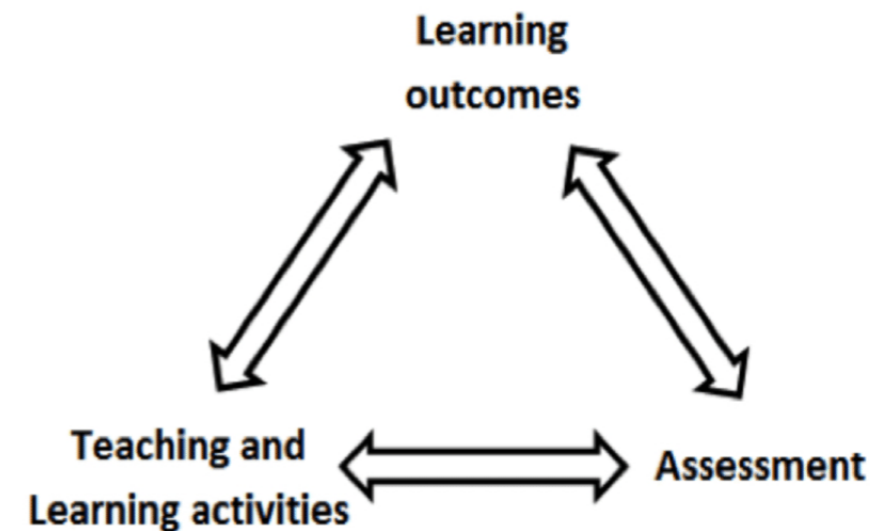 Learning
outcomes
Teaching and
Learning activities
Assessment